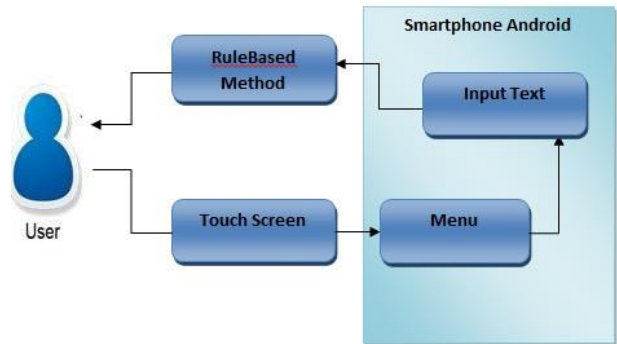 Smartphone Android
RuleBased
Method
Input Text
User
Touch Screen
Menu